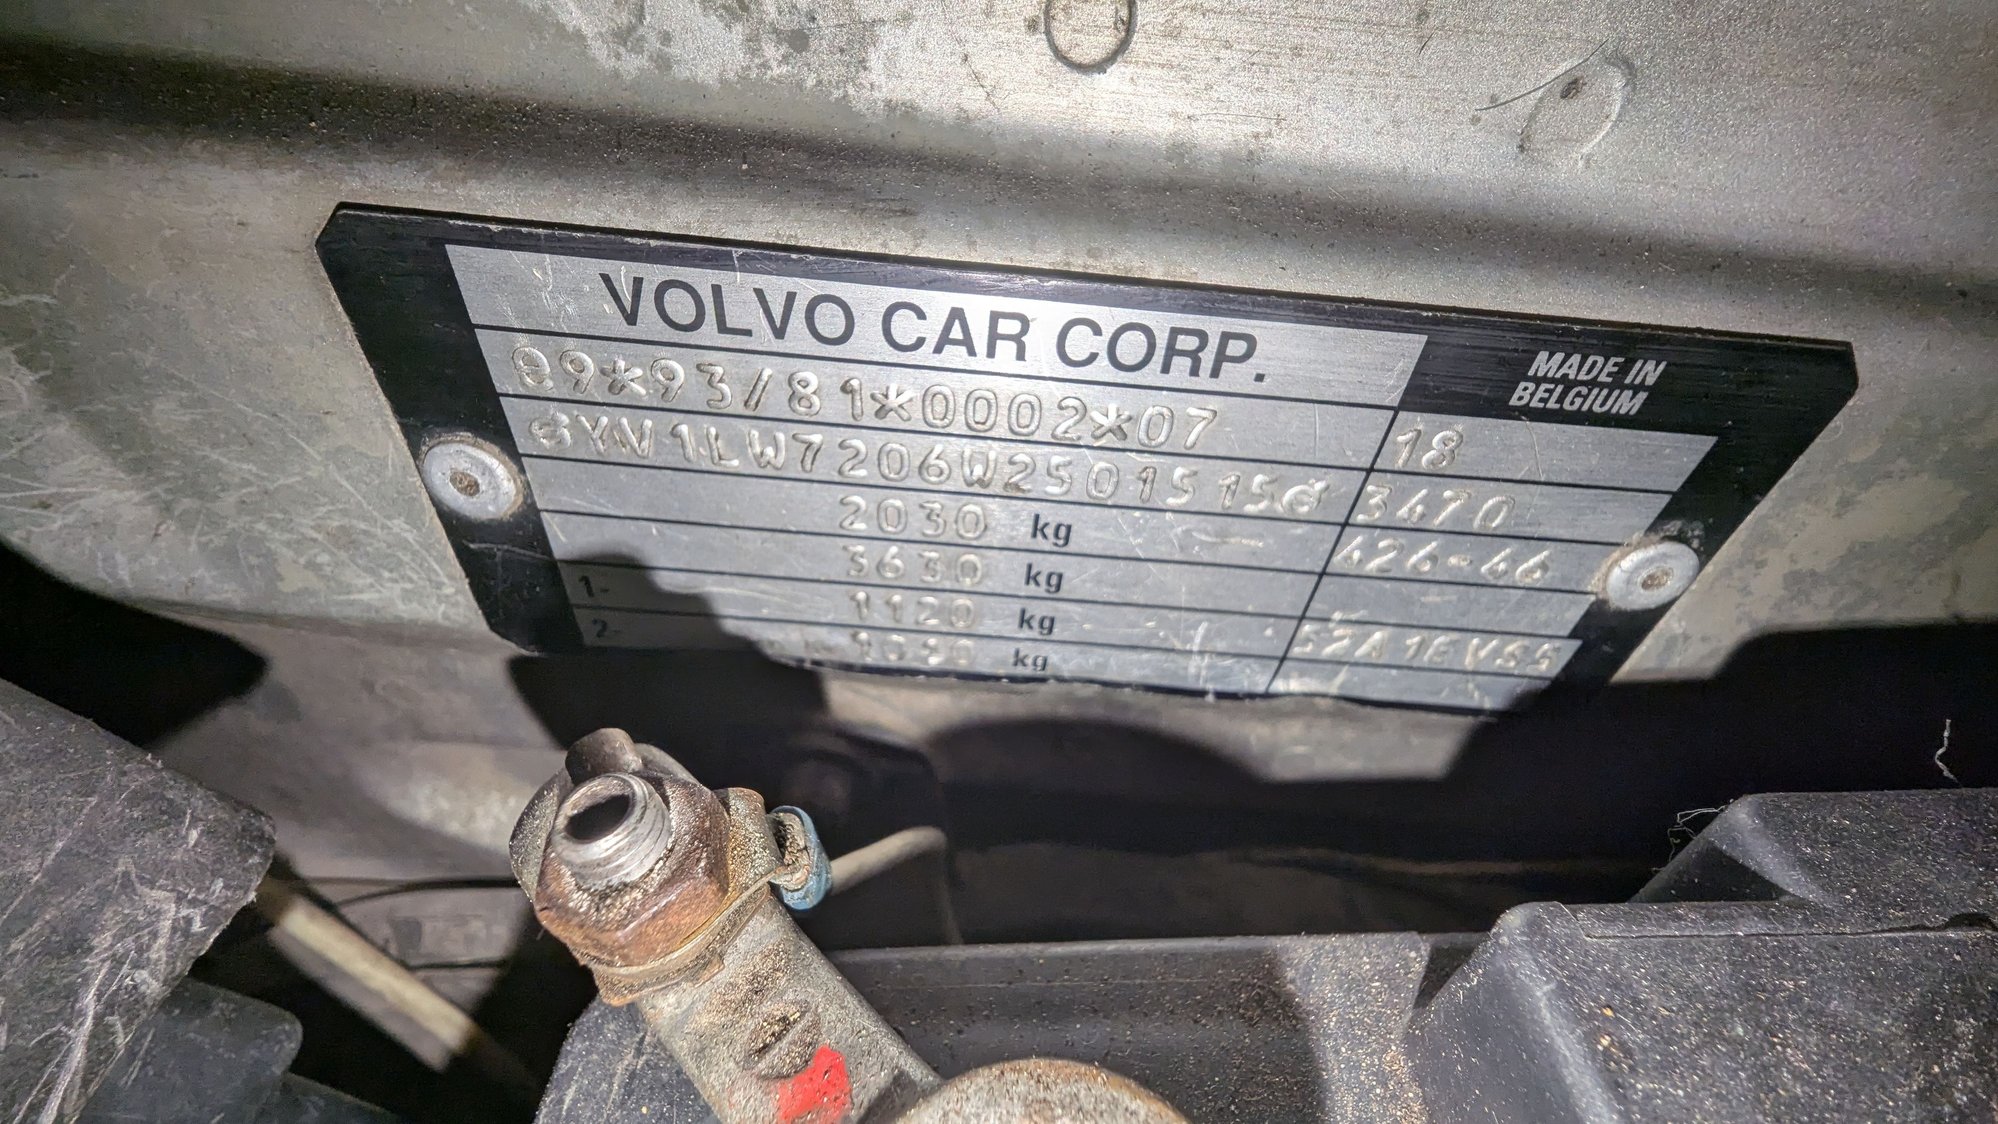 VOLVO CAR CORP.
MADE IN
BELGIUM
e9*93/81*0002*07 18
YV1LW7206W2501515 3470
2030 kg 426-46
3630 kg
1- 1120 kg 52A1EVS5
2- kg